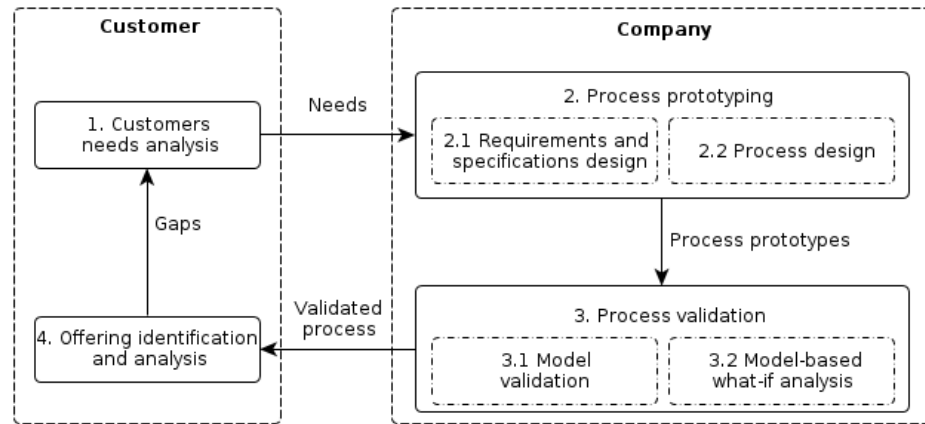 Customer
Company
1. Customers
needs analysis
Needs
2. Process prototyping
2.1 Requirements and
specifications design
2.2 Process design
Gaps
Process prototypes
4. Offering identification
and analysis
Validated
process
3. Process validation
3.1 Model
validation
3.2 Model-based
what-if analysis